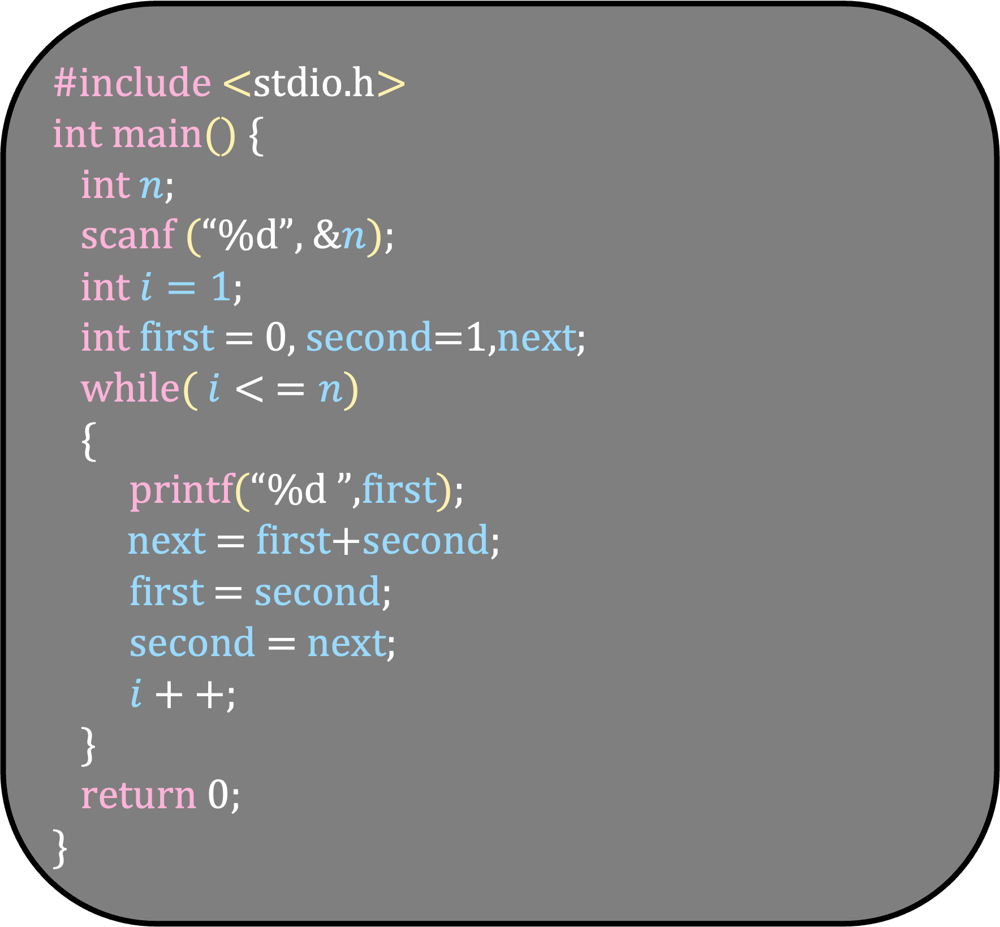 #include <stdio.h>
int main() {
int n;
scanf (“%d”, &n);
int i = 1;
int first = 0, second=1,next;
while( i < = n)
{
printf(“%d ”,first);
next = first+second;
first = second;
second = next;
i + +;
}
return 0;
}